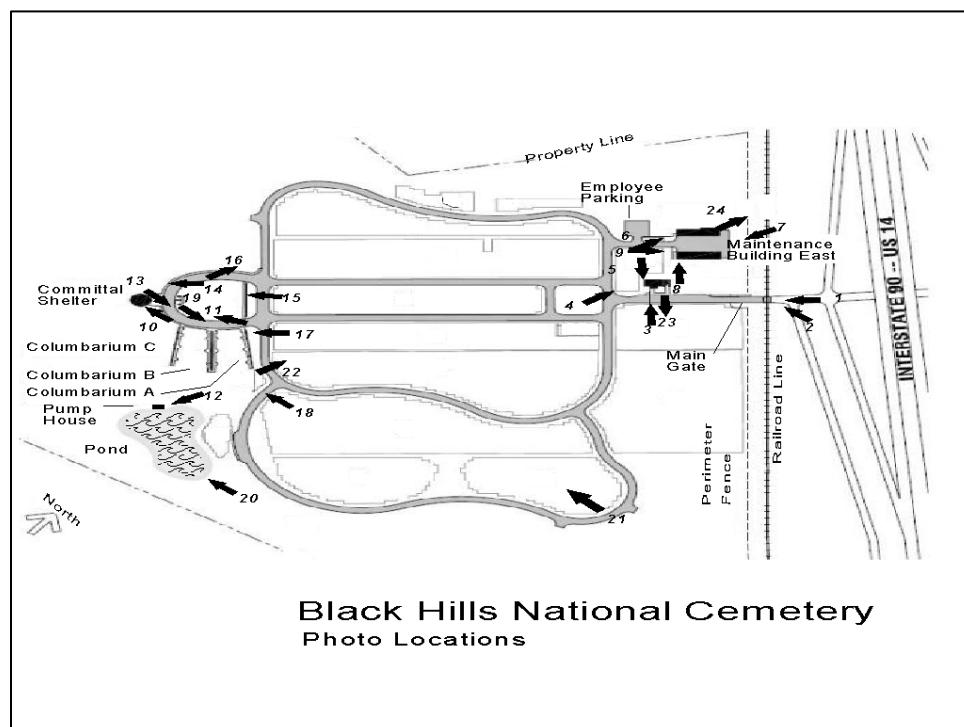 Property Line
Employee
Parking
24
7
6
9
Maintenance
Building East
16
13
Committal
Shelter
14
19
15
5
4
8
1
10
11
17
3
23
2
INTERSTATE 90 -- US 14
Columbarium C
Main
Gate
Columbarium B
22
Columbarium A
12
Pump
House
18
Pond
Perimeter
Fence
Railroad Line
20
21
North
Black Hills National Cemetery
Photo Locations